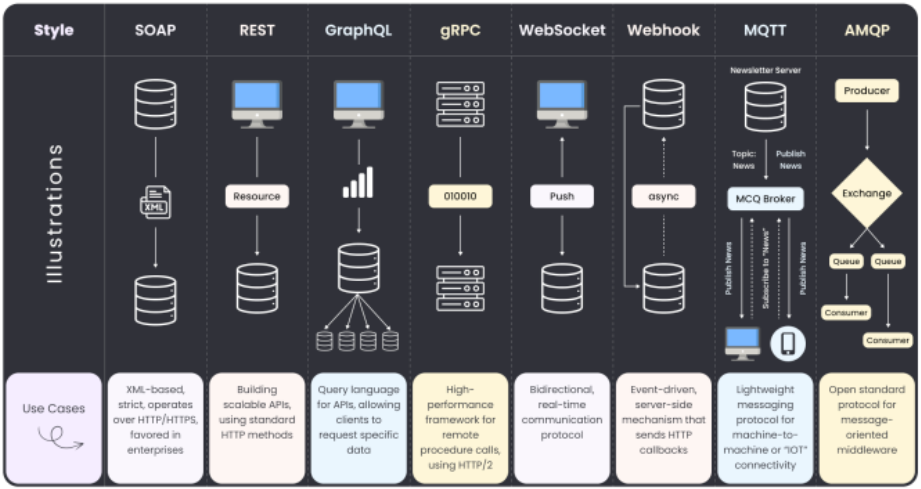 Style
SOAP
REST
GraphQL
gRPC
WebSocket
Webhook
MQTT
AMQP
Illustrations
XML
Resource
010010
Push
async
Newsletter Server
Topic:
News
Publish
News
MCQ Broker
Publish News
Subscribe to "News"
Publish News
Producer
Exchange
Queue
Queue
Consumer
Consumer
Use Cases
XML-based,
strict, operates
over HTTP/HTTPS,
favored in
enterprises
Building
scalable APIs,
using standard
HTTP methods
Query language
for APIs, allowing
clients to
request specific
data
High-
performance
framework for
remote
procedure calls,
using HTTP/2
Bidirectional,
real-time
communication
protocol
Event-driven,
server-side
mechanism that
sends HTTP
callbacks
Lightweight
messaging
protocol for
machine-to-
machine or "IOT"
connectivity
Open standard
protocol for
message-
oriented
middleware